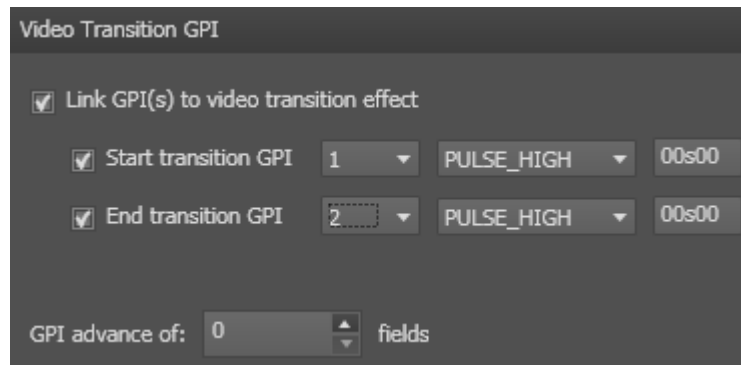 Video Transition GPI
Link GPI(s) to video transition effect
Start transition GPI 1 PULSE_HIGH 00s00
End transition GPI 2 PULSE_HIGH 00s00
GPI advance of: 0 fields